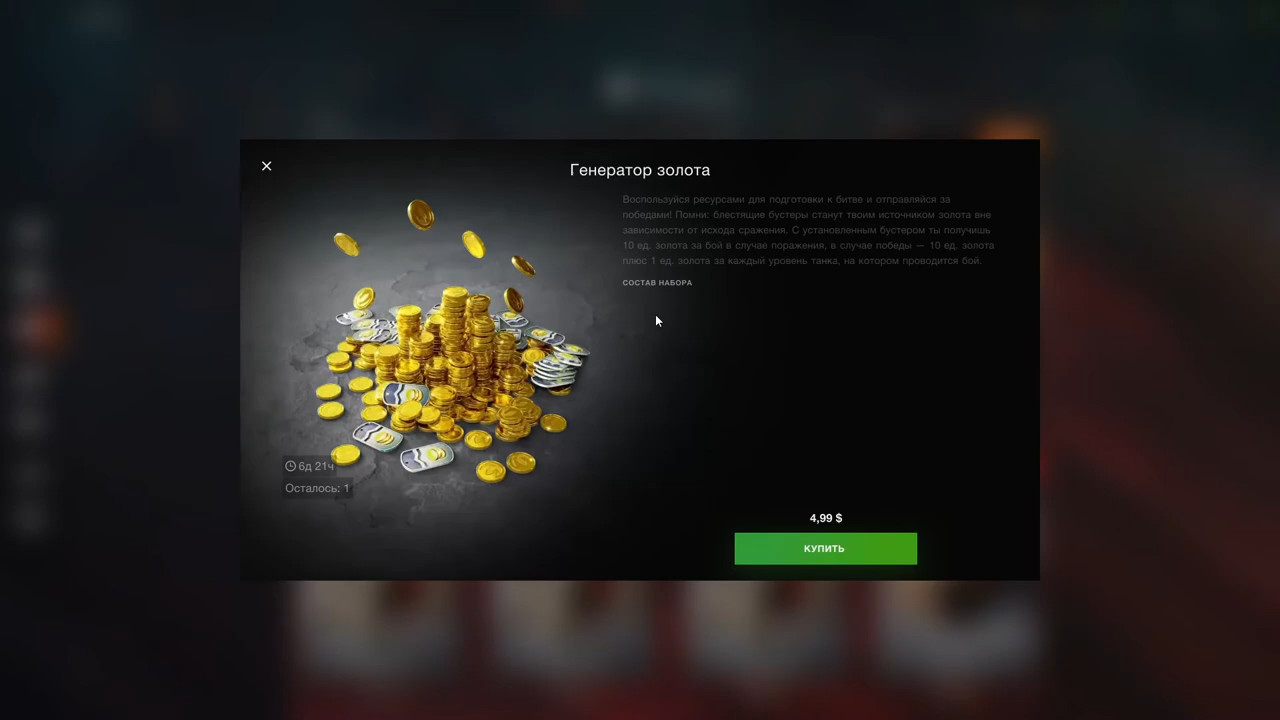 Генератор золота
Воспользуйся ресурсами для подготовки к битве и отправляйся за
победами! Помни: блестящие бустеры станут твоим источником золота вне
зависимости от исхода сражения. С установленным бустером ты получишь
10 ед. золота за бой в случае поражения, в случае победы — 10 ед. золота
плюс 1 ед. золота за каждый уровень танка, на котором проводится бой.
СОСТАВ НАБОРА
6д 21ч
Осталось: 1
4,99 $
КУПИТЬ